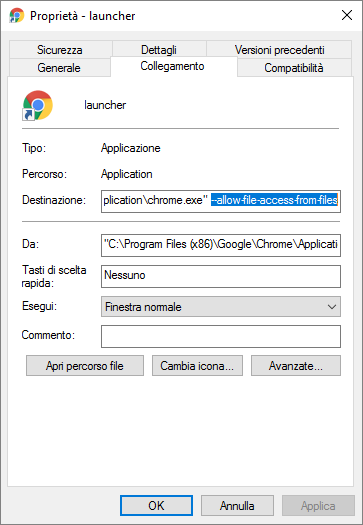 Proprietà - launcher
Sicurezza Dettagli Versioni precedenti
Generale Collegamento Compatibilità
launcher
Tipo: Applicazione
Percorso: Application
Destinazione: plication\chrome.exe" --allow-file-access-from-files
Da: "C:\Program Files (x86)\Google\Chrome\Applicati
Tasti di scelta
rapida: Nessuno
Esegui: Finestra normale
Commento:
Apri percorso file Cambia icona... Avanzate...
OK Annulla Applica